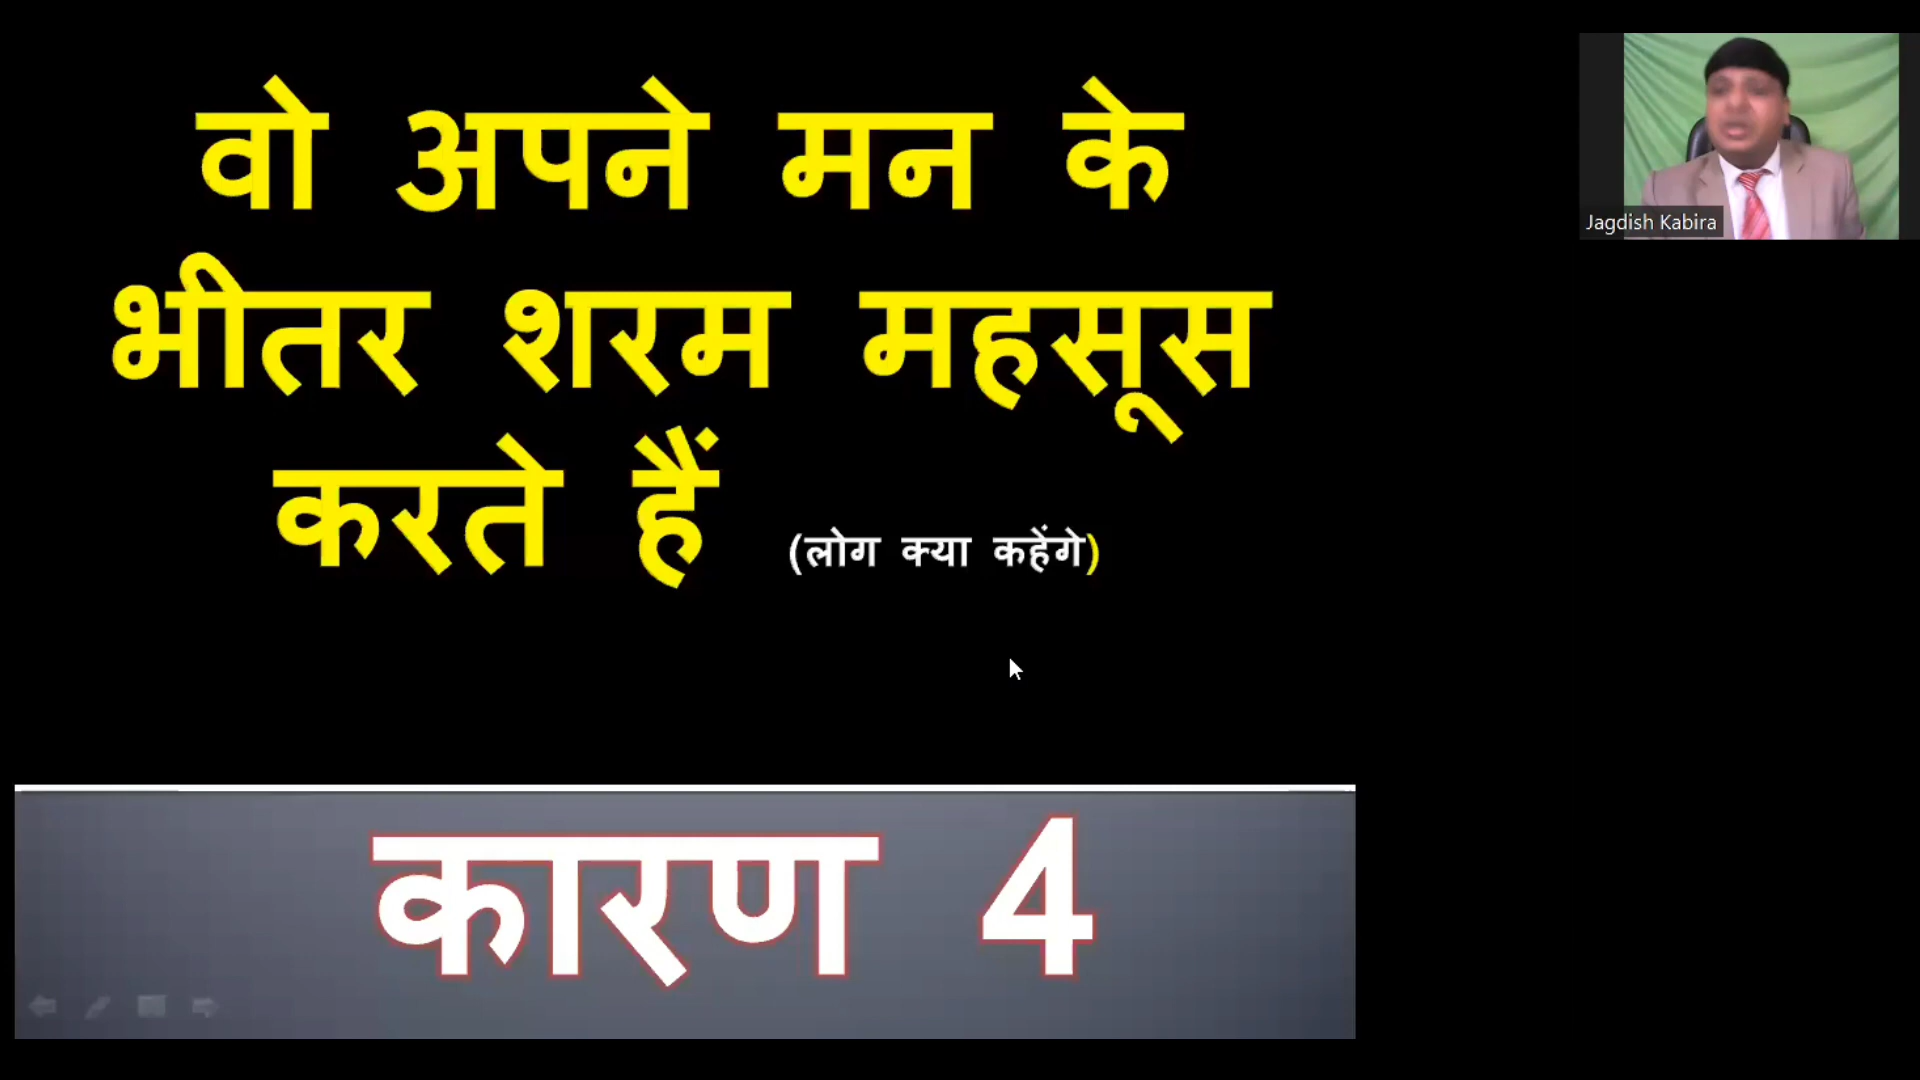 वो अपने मन के
भीतर शरम महसूस
करते हैं (लोग क्या कहेंगे)
कारण 4
Jagdish Kabira